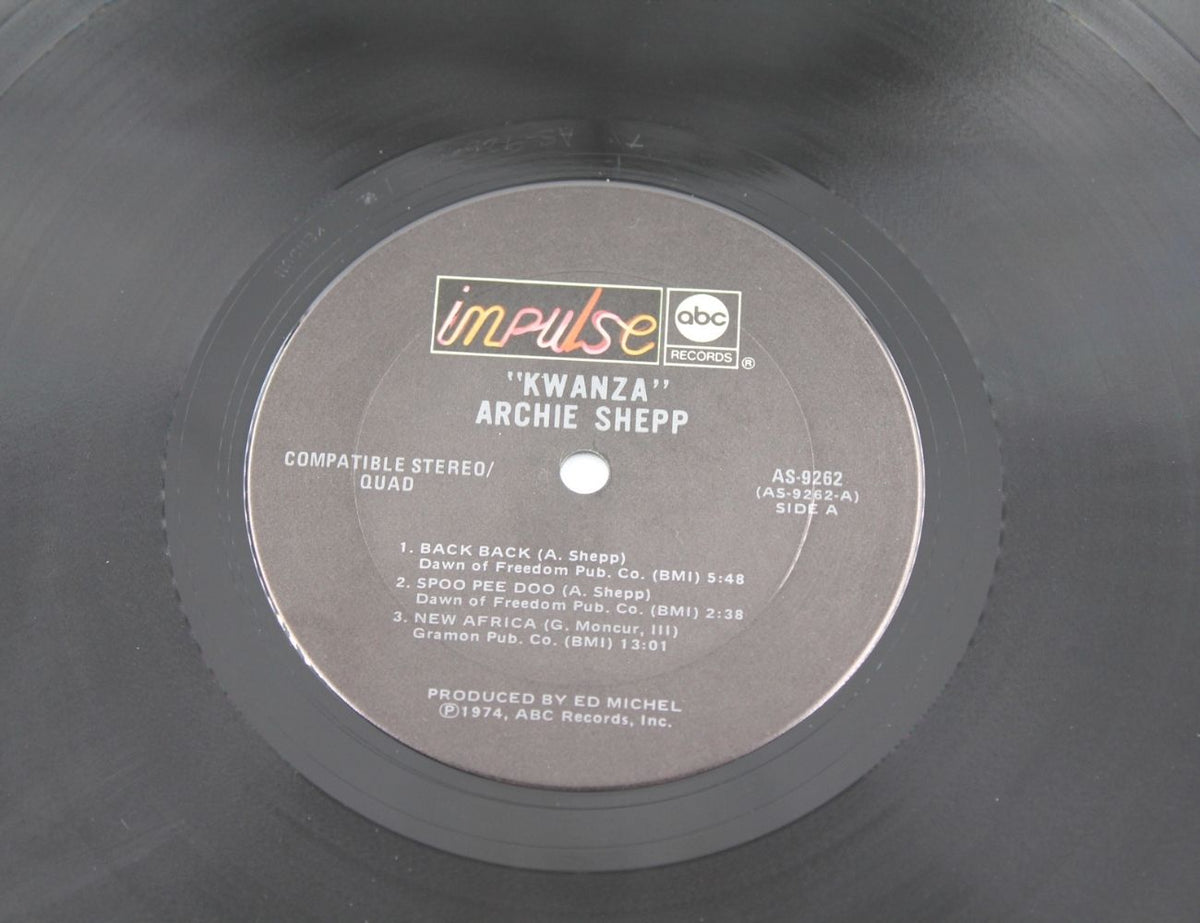 impulse
abc
RECORDS ®
"KWANZA"
ARCHIE SHEPP
COMPATIBLE STEREO/
QUAD
AS-9262
(AS-9262-A)
SIDE A
1. BACK BACK (A. Shepp)
Dawn of Freedom Pub. Co. (BMI) 5:48
2. SPOO PEE DOO (A. Shepp)
Dawn of Freedom Pub. Co. (BMI) 2:38
3. NEW AFRICA (G. Moncur, III)
Gramon Pub. Co. (BMI) 13:01
PRODUCED BY ED MICHEL
℗1974, ABC Records, Inc.